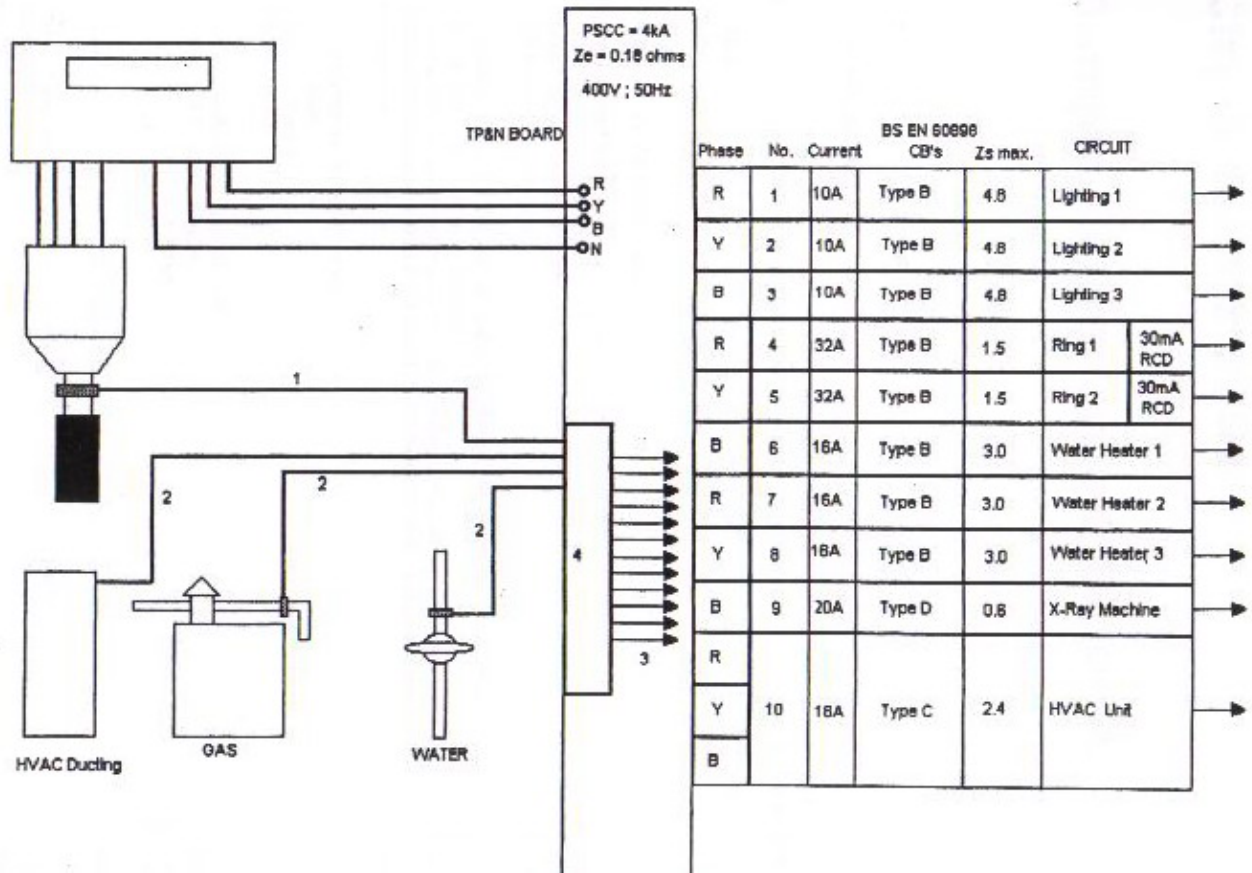 PSCC = 4kA
Ze = 0.18 ohms
400V ; 50Hz
TP&N BOARD
R
Y
B
N
BS EN 60898
Phase No. Current CB's Zs max. CIRCUIT
R 1 10A Type B 4.8 Lighting 1
Y 2 10A Type B 4.8 Lighting 2
B 3 10A Type B 4.8 Lighting 3
R 4 32A Type B 1.5 Ring 1 30mA RCD
Y 5 32A Type B 1.5 Ring 2 30mA RCD
B 6 16A Type B 3.0 Water Heater 1
R 7 16A Type B 3.0 Water Heater 2
Y 8 16A Type B 3.0 Water Heater 3
B 9 20A Type D 0.6 X-Ray Machine
R
Y 10 16A Type C 2.4 HVAC Unit
B
1
2
2
2
4
3
HVAC Ducting
GAS
WATER